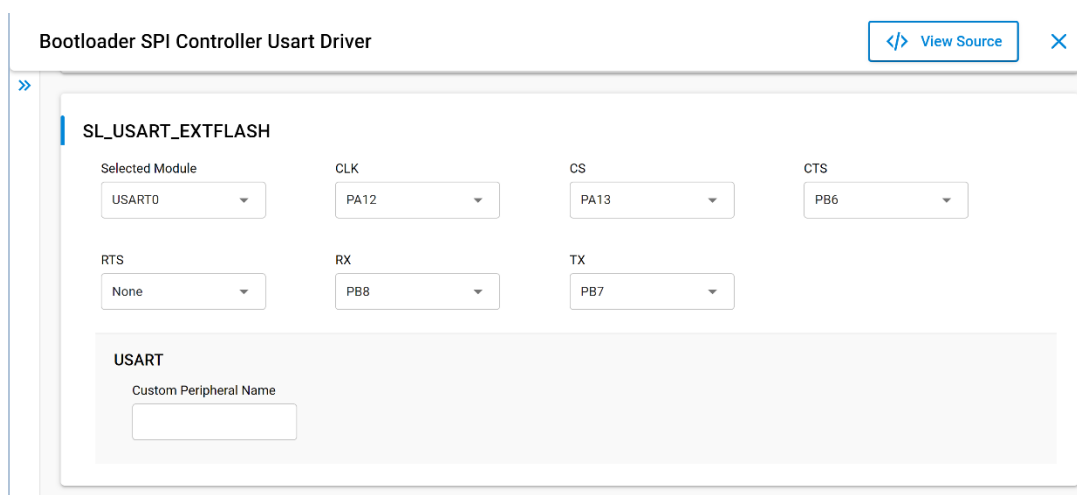 Bootloader SPI Controller Usart Driver
</> View Source
SL_USART_EXTFLASH
Selected Module CLK CS CTS
USART0 PA12 PA13 PB6
RTS RX TX
None PB8 PB7
USART
Custom Peripheral Name